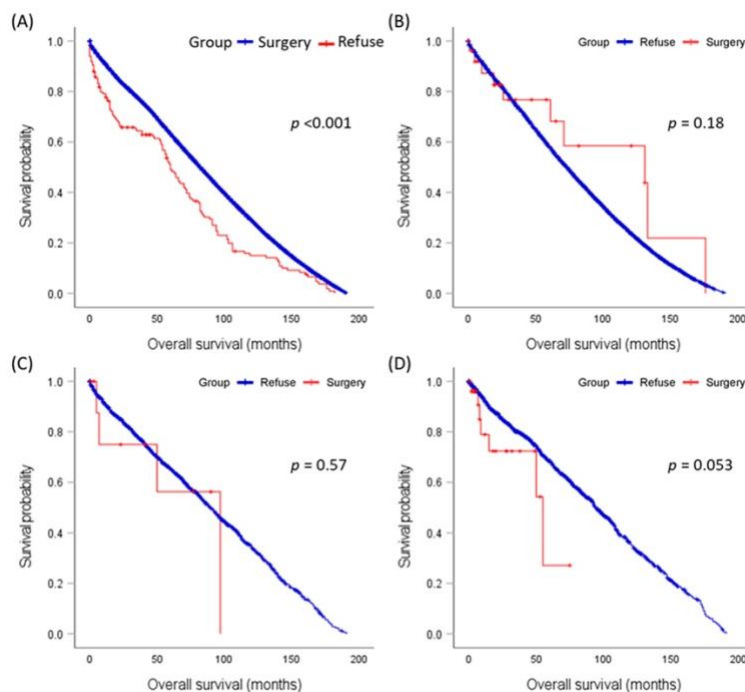 (A)
Group Surgery Refuse
1.0
0.8
0.6
0.4
0.2
0.0
Survival probability
p <0.001
0 50 100 150 200
Overall survival (months)
(B)
Group Refuse Surgery
1.0
0.8
0.6
0.4
0.2
0.0
Survival probability
p = 0.18
0 50 100 150 200
Overall survival (months)
(C)
Group Refuse Surgery
1.0
0.8
0.6
0.4
0.2
0.0
Survival probability
p = 0.57
0 50 100 150 200
Overall survival (months)
(D)
Group Refuse Surgery
1.0
0.8
0.6
0.4
0.2
0.0
Survival probability
p = 0.053
0 50 100 150 200
Overall survival (months)